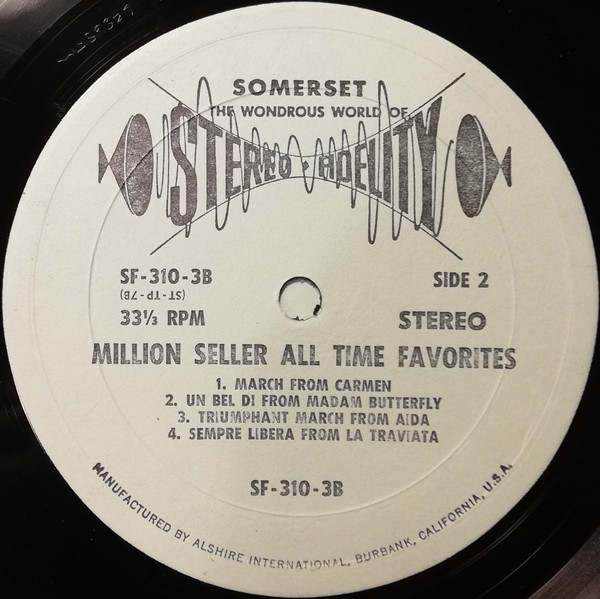 SOMERSET
THE WONDROUS WORLD OF
STEREO · FIDELITY
SF-310-3B
SIDE 2
(ST-TP-7B)
33⅓ RPM
STEREO
MILLION SELLER ALL TIME FAVORITES
1. MARCH FROM CARMEN
2. UN BEL DI FROM MADAM BUTTERFLY
3. TRIUMPHANT MARCH FROM AIDA
4. SEMPRE LIBERA FROM LA TRAVIATA
SF-310-3B
MANUFACTURED BY ALSHIRE INTERNATIONAL, BURBANK, CALIFORNIA, U.S.A.